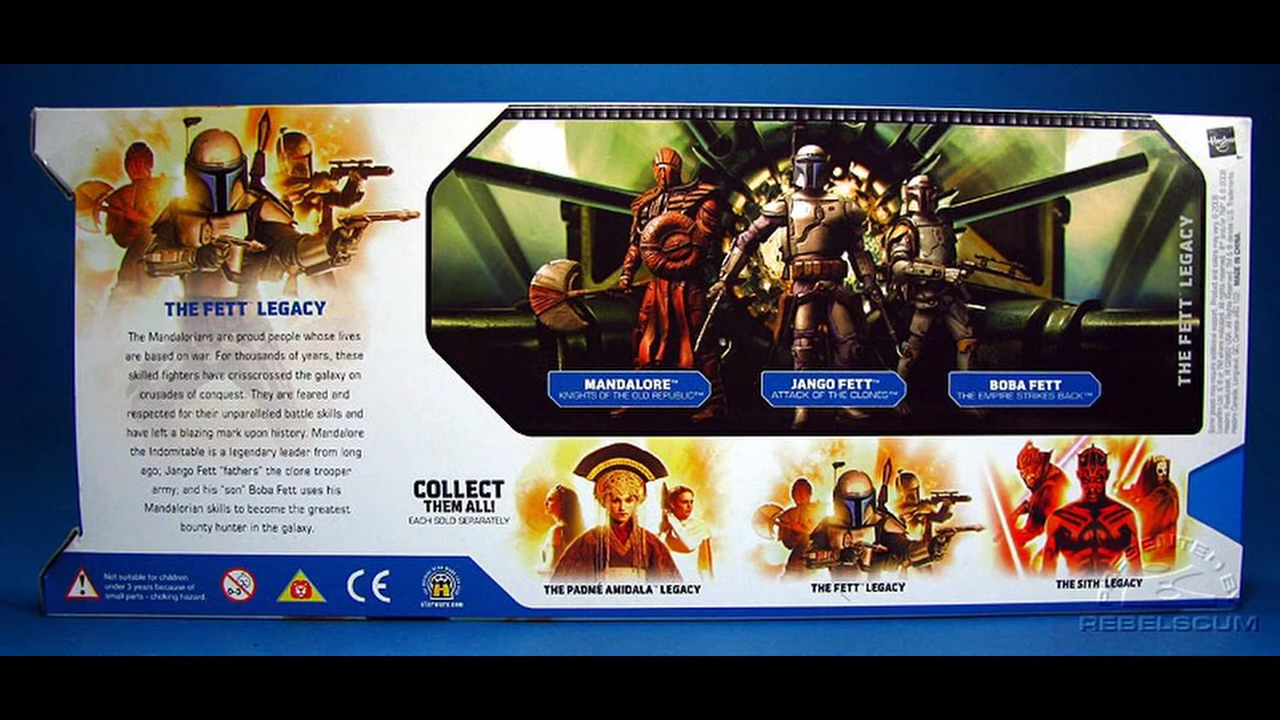 THE FETT™ LEGACY
The Mandalorians are proud people whose lives
are based on war. For thousands of years, these
skilled fighters have crisscrossed the galaxy on
crusades of conquest. They are feared and
respected for their unparalleled battle skills and
have left a blazing mark upon history. Mandalore
the Indomitable is a legendary leader from long
ago; Jango Fett "fathers" the clone trooper
army; and his "son" Boba Fett uses his
Mandalorian skills to become the greatest
bounty hunter in the galaxy.
MANDALORE™
KNIGHTS OF THE OLD REPUBLIC™
JANGO FETT™
ATTACK OF THE CLONES™
BOBA FETT
THE EMPIRE STRIKES BACK™
THE FETT LEGACY
Hasbro
MADE IN CHINA.
COLLECT
THEM ALL!
EACH SOLD SEPARATELY
THE PADMÉ AMIDALA™ LEGACY
THE FETT™ LEGACY
THE SITH LEGACY
Not suitable for children
under 3 years because of
small parts - choking hazard.
0-3
CE
starwars.com
REBELSCUM